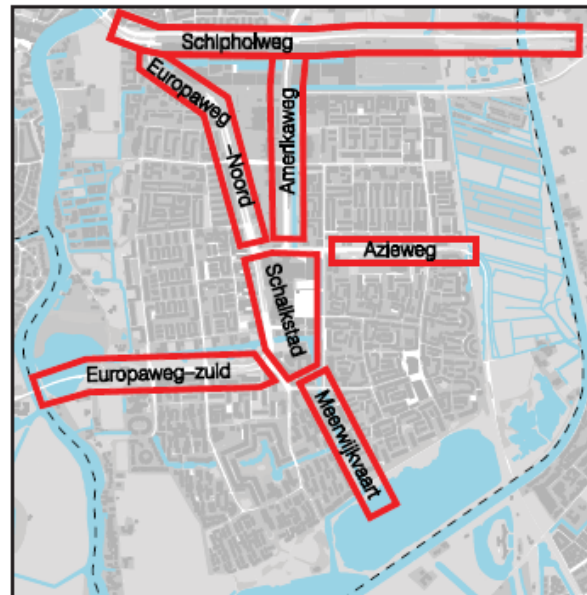 Schipholweg
Europaweg
-Noord
Amerikaweg
Azieweg
Schalkstad
Europaweg-zuid
Meerwijkvaart